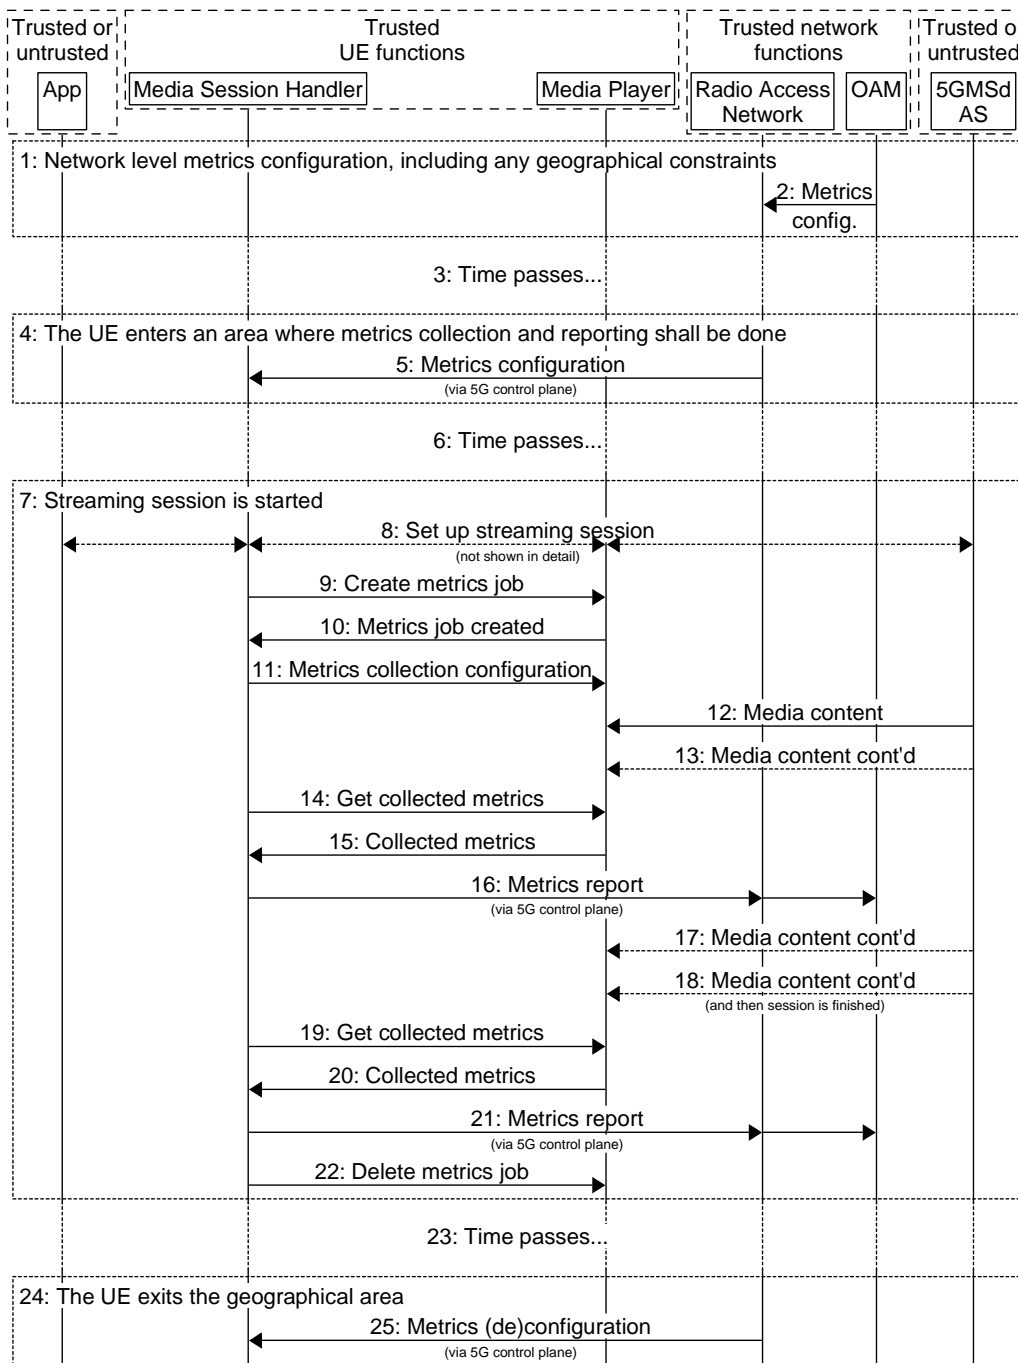 Trusted or
untrusted
Trusted
UE functions
Trusted network
functions
Trusted o
untrusted
App
Media Session Handler
Media Player
Radio Access
Network
OAM
5GMSd
AS
1: Network level metrics configuration, including any geographical constraints
2: Metrics
config.
3: Time passes...
4: The UE enters an area where metrics collection and reporting shall be done
5: Metrics configuration
(via 5G control plane)
6: Time passes...
7: Streaming session is started
8: Set up streaming session
(not shown in detail)
9: Create metrics job
10: Metrics job created
11: Metrics collection configuration
12: Media content
13: Media content cont'd
14: Get collected metrics
15: Collected metrics
16: Metrics report
(via 5G control plane)
17: Media content cont'd
18: Media content cont'd
(and then session is finished)
19: Get collected metrics
20: Collected metrics
21: Metrics report
(via 5G control plane)
22: Delete metrics job
23: Time passes...
24: The UE exits the geographical area
25: Metrics (de)configuration
(via 5G control plane)